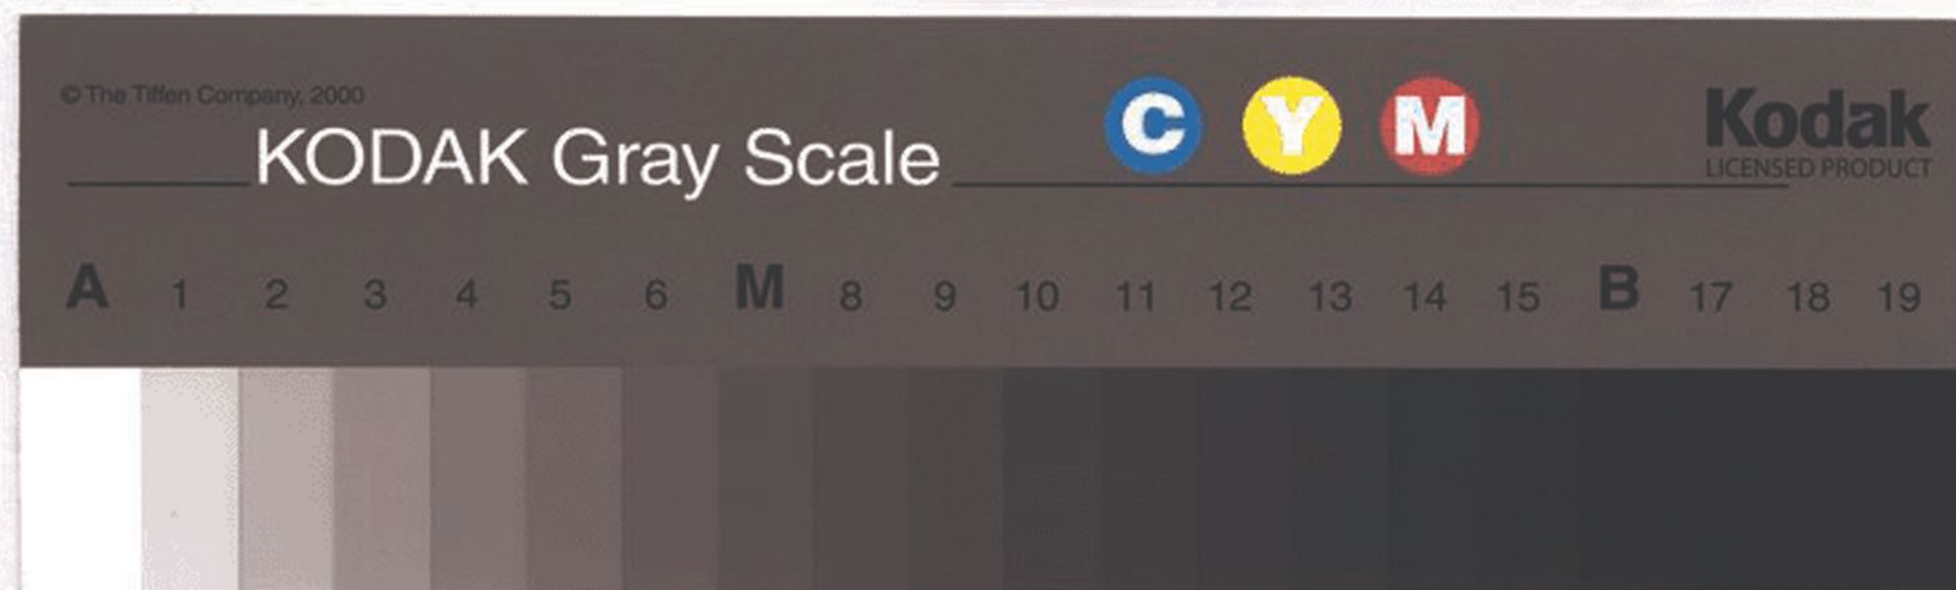 © The Tiffen Company, 2000
KODAK Gray Scale
C Y M
Kodak
LICENSED PRODUCT
A 1 2 3 4 5 6 M 8 9 10 11 12 13 14 15 B 17 18 19